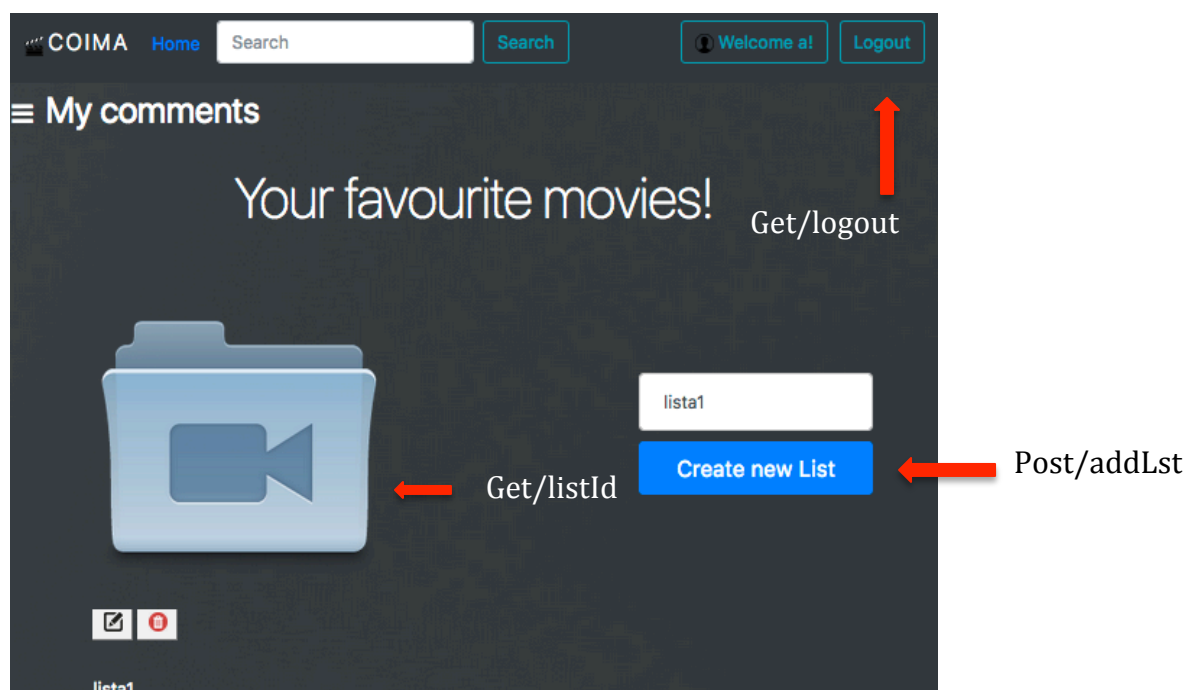 COIMA Home Search Search Welcome a! Logout
My comments
Your favourite movies!
Get/logout
lista1
Create new List
Post/addLst
Get/listId
lista1